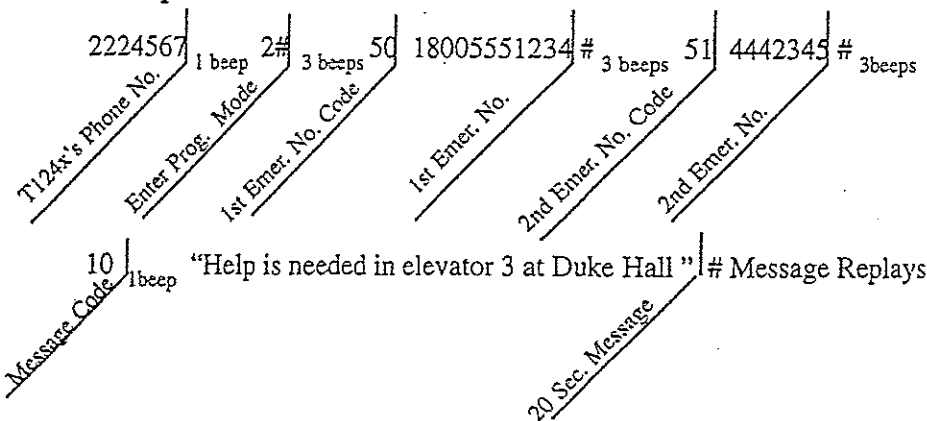 2224567 1 beep 2# 3 beeps 50 18005551234 # 3 beeps 51 4442345 # 3beeps
T124x's Phone No.
Enter Prog. Mode
1st Emer. No. Code
1st Emer. No.
2nd Emer. No. Code
2nd Emer. No.
10 1beep "Help is needed in elevator 3 at Duke Hall " # Message Replays
Message Code
20 Sec. Message